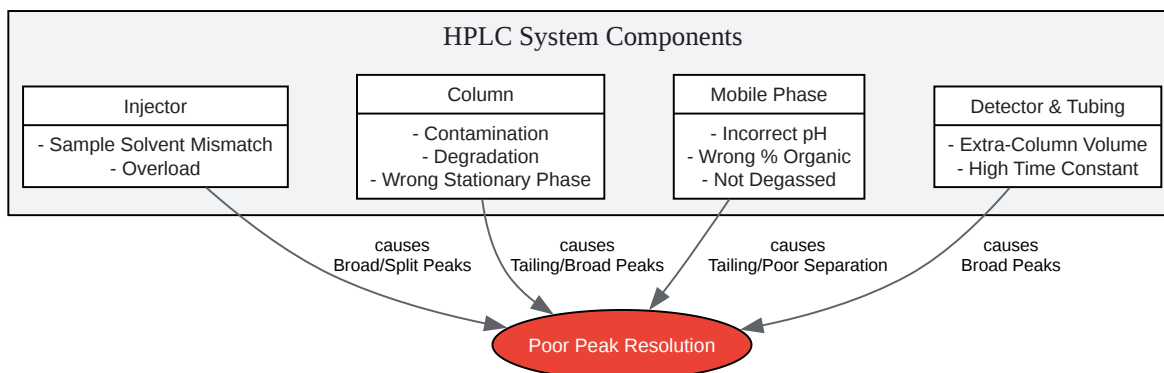 HPLC System Components
Injector
- Sample Solvent Mismatch
- Overload
Column
- Contamination
- Degradation
- Wrong Stationary Phase
Mobile Phase
- Incorrect pH
- Wrong % Organic
- Not Degassed
Detector & Tubing
- Extra-Column Volume
- High Time Constant
causes
Broad/Split Peaks
causes
Tailing/Broad Peaks
causes
Tailing/Poor Separation
causes
Broad Peaks
Poor Peak Resolution